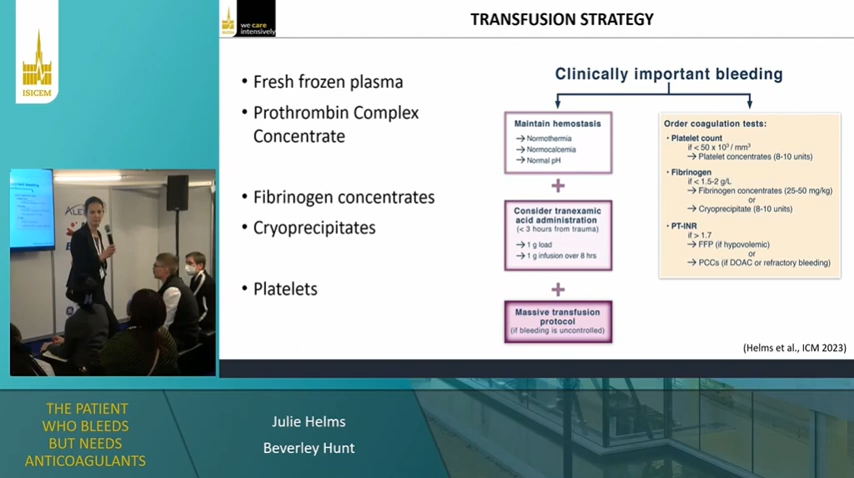 ISICEM
we care
intensively
TRANSFUSION STRATEGY
• Fresh frozen plasma
• Prothrombin Complex
Concentrate
• Fibrinogen concentrates
• Cryoprecipitates
• Platelets
Clinically important bleeding
Maintain hemostasis
→ Normothermia
→ Normocalcemia
→ Normal pH
+
Consider tranexamic
acid administration
(< 3 hours from trauma)
→ 1 g load
→ 1 g infusion over 8 hrs
+
Massive transfusion
protocol
(if bleeding is uncontrolled)
Order coagulation tests:
• Platelet count
if < 50 x 10³ / mm³
→ Platelet concentrates (8-10 units)
• Fibrinogen
if < 1.5-2 g/L
→ Fibrinogen concentrates (25-50 mg/kg)
or
→ Cryoprecipitate (8-10 units)
• PT-INR
if > 1.7
→ FFP (if hypovolemic)
or
→ PCCs (if DOAC or refractory bleeding)
(Helms et al., ICM 2023)
THE PATIENT
WHO BLEEDS
BUT NEEDS
ANTICOAGULANTS
Julie Helms
Beverley Hunt